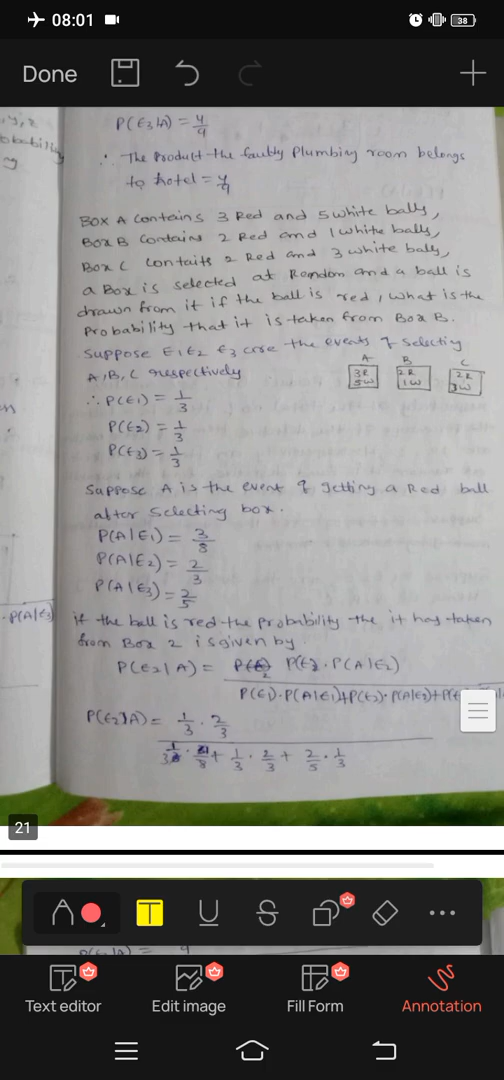 08:01
38
Done
P(E3|A) = 4/9
∴ The Product the faulty Plumbing room belongs
to hotel = 4/9
Box A contains 3 Red and 5 white balls,
Box B Contains 2 Red and 1 white balls,
Box C contaits 2 Red and 3 white balls,
a Box is selected at Random and a ball is
drawn from it if the ball is red, what is the
Probability that it is taken from Box B.
Suppose E1 E2 E3 are the events of selecting
A, B, C respectively
A B C
3R 2R 2R
5W 1W 3W
∴ P(E1) = 1/3
P(E2) = 1/3
P(E3) = 1/3
Suppose A is the event of getting a Red ball
after selecting box.
P(A|E1) = 3/8
P(A|E2) = 2/3
P(A|E3) = 2/5
· P(A|E3)
if the ball is red the probability the it has taken
from Box 2 is given by
P(E2|A) = P(E2) · P(A|E2)
P(E1) · P(A|E1) + P(E2) · P(A|E2) +
P(E2|A) = 1/3 · 2/3
+ 1/3 · 2/3 + 2/5 · 1/3
21
T
U
S
Text editor
Edit image
Fill Form
Annotation